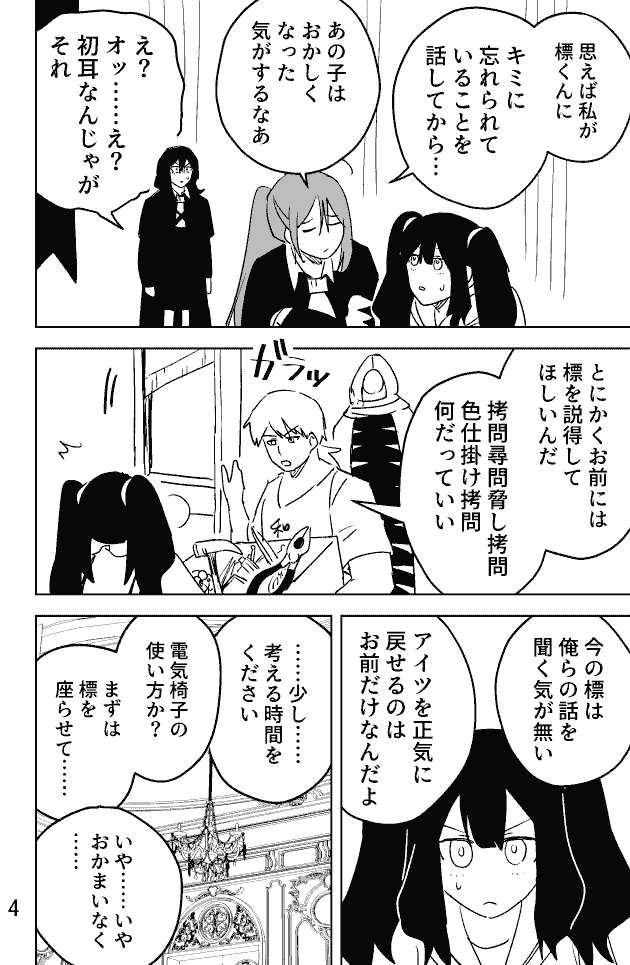 思えば私が
標くんに
キミに
忘れられて
いることを
話してから…
あの子は
おかしく
なった
気がするなあ
え?
オッ……え?
初耳なんじゃが
それ
とにかくお前には
標を説得して
ほしいんだ
拷問尋問脅し拷問
色仕掛け拷問
何だっていい
ガラッ
和
今の標は
俺らの話を
聞く気が無い
アイツを正気に
戻せるのは
お前だけなんだよ
……少し……
考える時間を
ください
電気椅子の
使い方か?
まずは
標を
座らせて……
いや……いや
おかまいなく
……
4